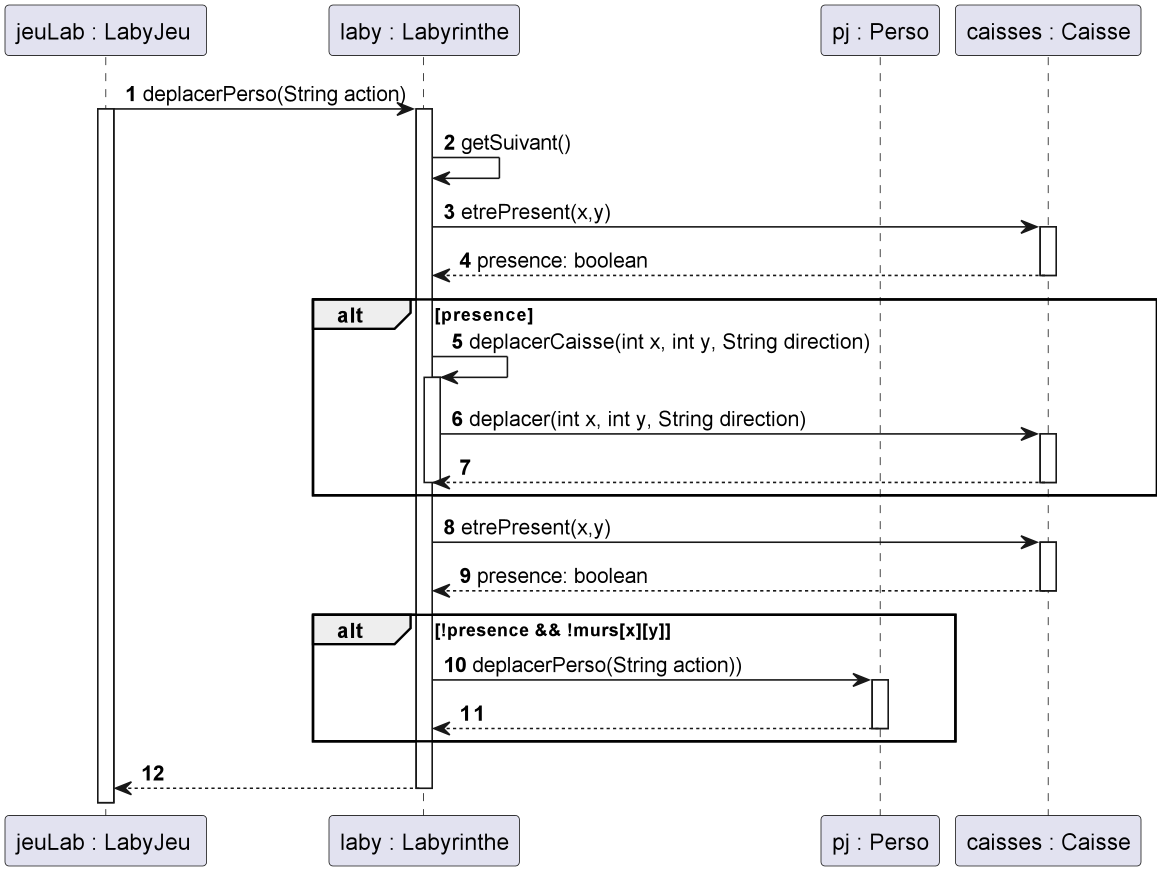 jeuLab : LabyJeu
laby : Labyrinthe
pj : Perso
caisses : Caisse
1 deplacerPerso(String action)
2 getSuivant()
3 etrePresent(x,y)
4 presence: boolean
alt [presence]
5 deplacerCaisse(int x, int y, String direction)
6 deplacer(int x, int y, String direction)
7
8 etrePresent(x,y)
9 presence: boolean
alt [!presence && !murs[x][y]]
10 deplacerPerso(String action))
11
12
jeuLab : LabyJeu
laby : Labyrinthe
pj : Perso
caisses : Caisse